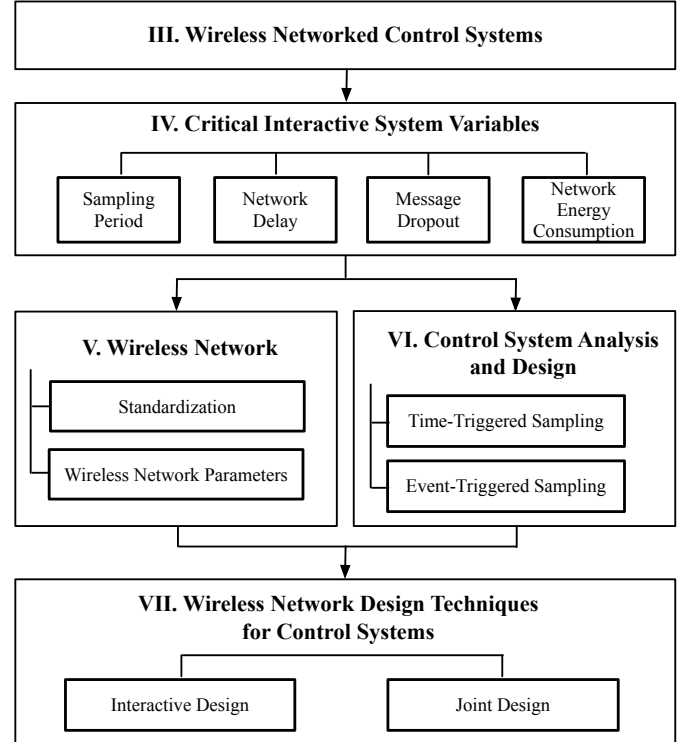 III. Wireless Networked Control Systems
IV. Critical Interactive System Variables
Sampling
Period
Network
Delay
Message
Dropout
Network
Energy
Consumption
V. Wireless Network
Standardization
Wireless Network Parameters
VI. Control System Analysis
and Design
Time-Triggered Sampling
Event-Triggered Sampling
VII. Wireless Network Design Techniques
for Control Systems
Interactive Design
Joint Design